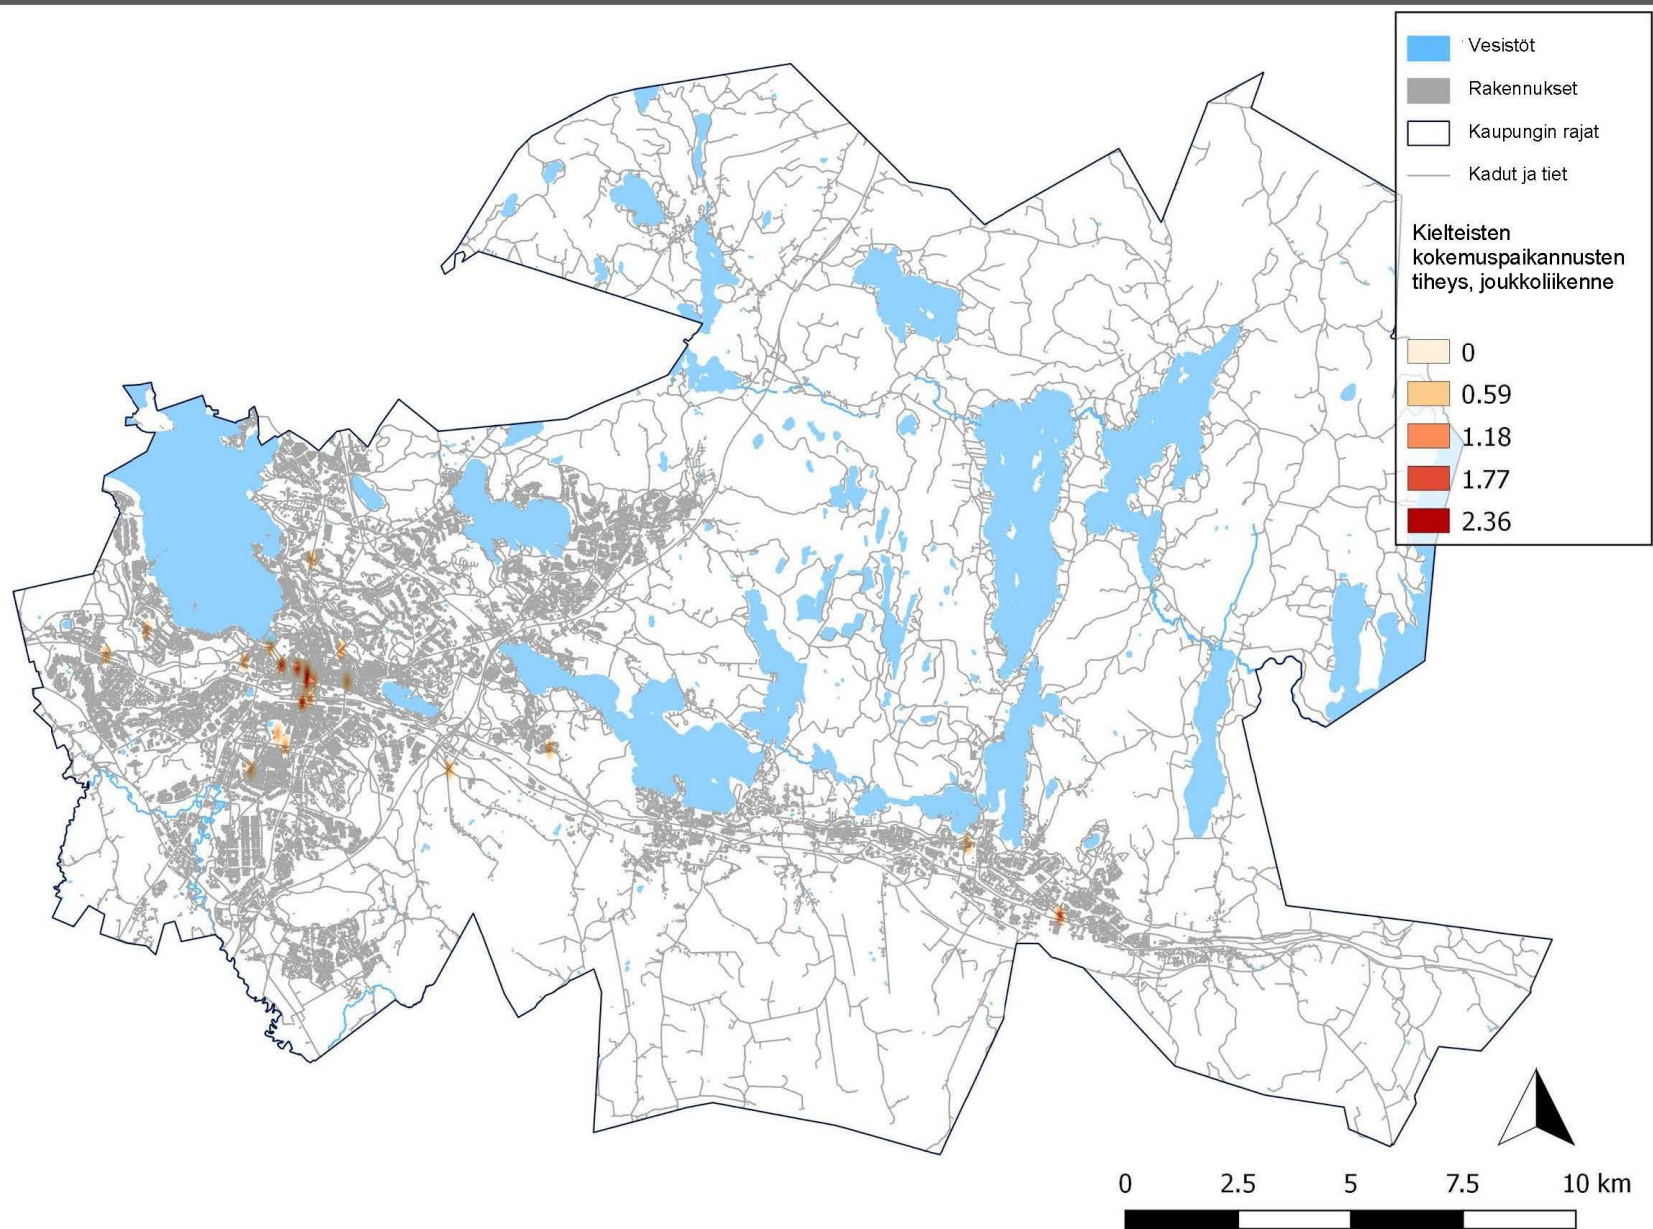 Vesistöt
Rakennukset
Kaupungin rajat
Kadut ja tiet
Kielteisten
kokemuspaikannusten
tiheys, joukkoliikenne
0
0.59
1.18
1.77
2.36
0 2.5 5 7.5 10 km